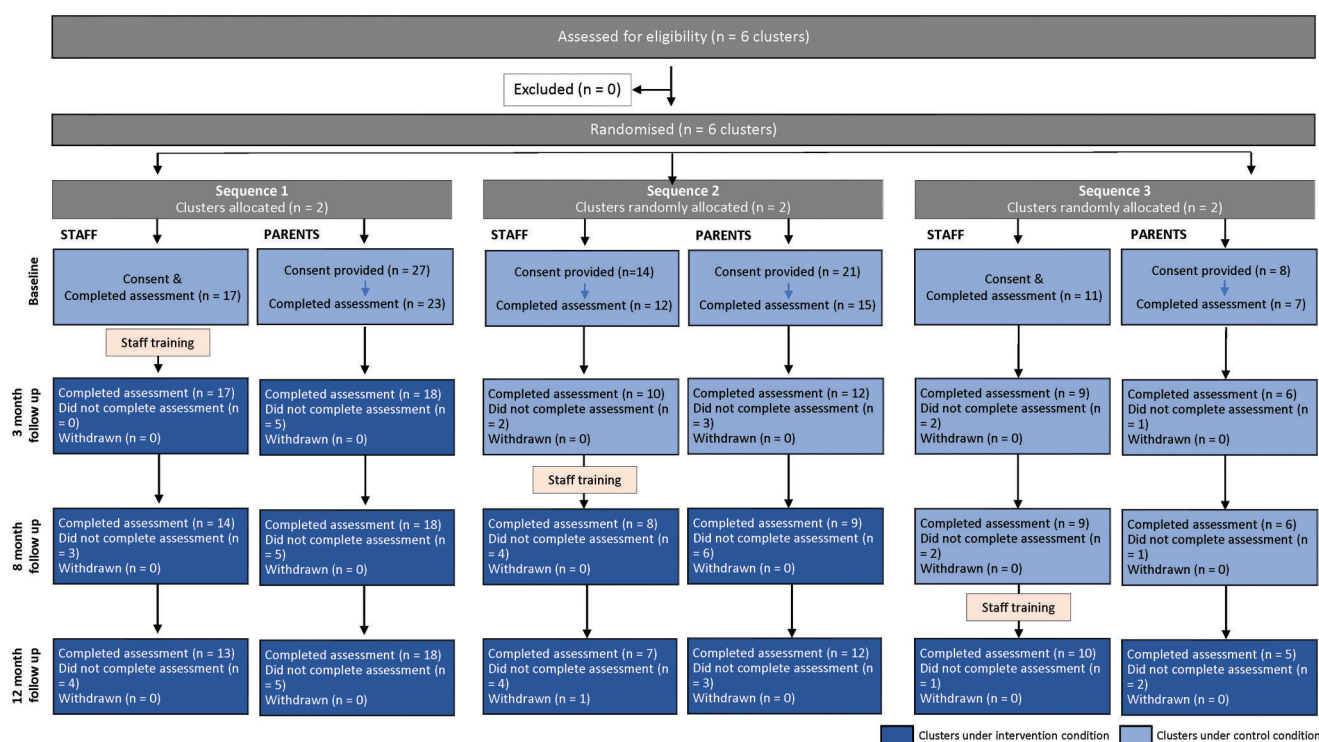 Assessed for eligibility (n = 6 clusters)
Excluded (n = 0)
Randomised (n = 6 clusters)
Sequence 1
Clusters allocated (n = 2)
Sequence 2
Clusters randomly allocated (n = 2)
Sequence 3
Clusters randomly allocated (n = 2)
STAFF
PARENTS
STAFF
PARENTS
STAFF
PARENTS
Baseline
Consent &
Completed assessment (n = 17)
Consent provided (n = 27)
Completed assessment (n = 23)
Consent provided (n=14)
Completed assessment (n = 12)
Consent provided (n = 21)
Completed assessment (n = 15)
Consent &
Completed assessment (n = 11)
Consent provided (n = 8)
Completed assessment (n = 7)
Staff training
3 month
follow up
Completed assessment (n = 17)
Did not complete assessment (n
= 0)
Withdrawn (n = 0)
Completed assessment (n = 18)
Did not complete assessment (n
= 5)
Withdrawn (n = 0)
Completed assessment (n = 10)
Did not complete assessment (n
= 2)
Withdrawn (n = 0)
Completed assessment (n = 12)
Did not complete assessment (n
= 3)
Withdrawn (n = 0)
Completed assessment (n = 9)
Did not complete assessment (n
= 2)
Withdrawn (n = 0)
Completed assessment (n = 6)
Did not complete assessment (n
= 1)
Withdrawn (n = 0)
Staff training
8 month
follow up
Completed assessment (n = 14)
Did not complete assessment (n
= 3)
Withdrawn (n = 0)
Completed assessment (n = 18)
Did not complete assessment (n
= 5)
Withdrawn (n = 0)
Completed assessment (n = 8)
Did not complete assessment (n
= 4)
Withdrawn (n = 0)
Completed assessment (n = 9)
Did not complete assessment (n
= 6)
Withdrawn (n = 0)
Completed assessment (n = 9)
Did not complete assessment (n
= 2)
Withdrawn (n = 0)
Completed assessment (n = 6)
Did not complete assessment (n
= 1)
Withdrawn (n = 0)
Staff training
12 month
follow up
Completed assessment (n = 13)
Did not complete assessment (n
= 4)
Withdrawn (n = 0)
Completed assessment (n = 18)
Did not complete assessment (n
= 5)
Withdrawn (n = 0)
Completed assessment (n = 7)
Did not complete assessment (n
= 4)
Withdrawn (n = 1)
Completed assessment (n = 12)
Did not complete assessment (n
= 3)
Withdrawn (n = 0)
Completed assessment (n = 10)
Did not complete assessment (n
= 1)
Withdrawn (n = 0)
Completed assessment (n = 5)
Did not complete assessment (n
= 2)
Withdrawn (n = 0)
Clusters under intervention condition
Clusters under control condition